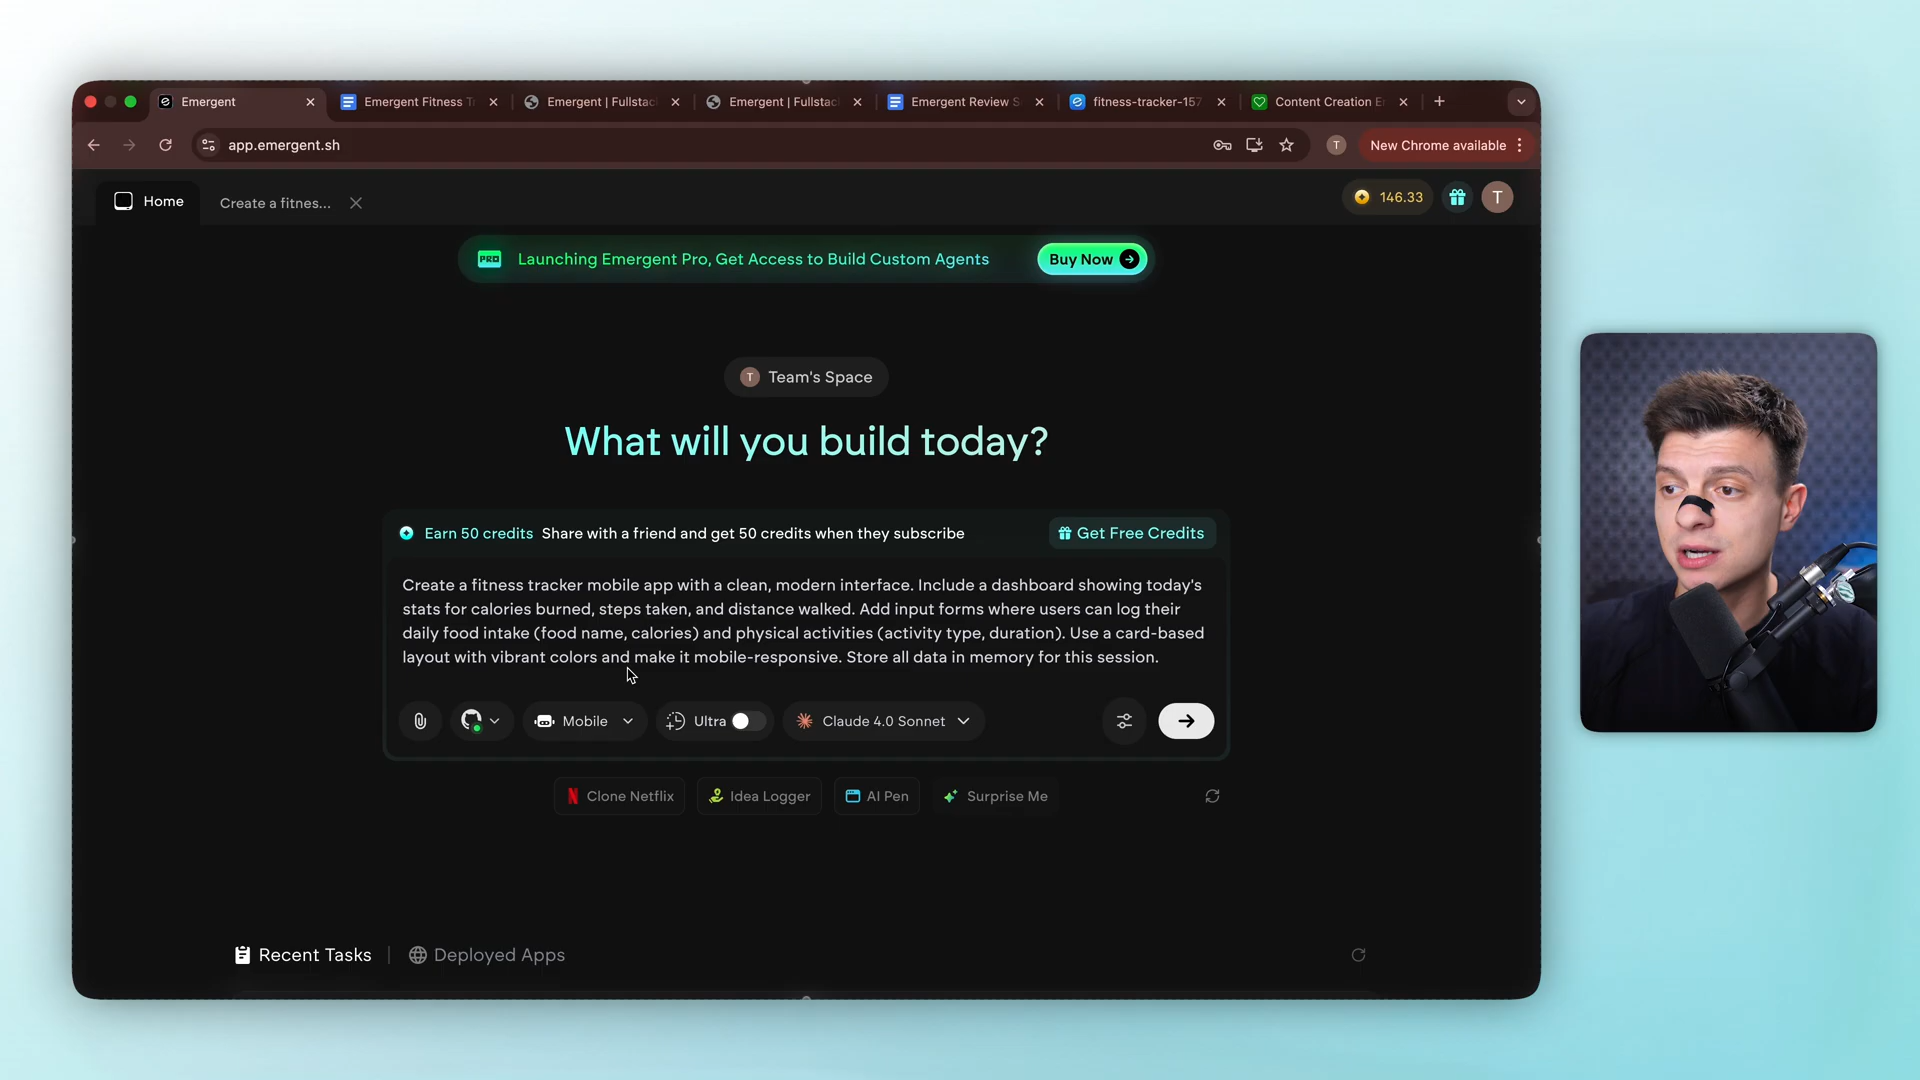 Emergent
Emergent Fitness Tr
Emergent | Fullstac
Emergent | Fullstac
Emergent Review S
fitness-tracker-157
Content Creation E
app.emergent.sh
T
New Chrome available
Home
Create a fitnes...
146.33
T
PRO
Launching Emergent Pro, Get Access to Build Custom Agents
Buy Now
T Team's Space
What will you build today?
Earn 50 credits Share with a friend and get 50 credits when they subscribe
Get Free Credits
Create a fitness tracker mobile app with a clean, modern interface. Include a dashboard showing today's
stats for calories burned, steps taken, and distance walked. Add input forms where users can log their
daily food intake (food name, calories) and physical activities (activity type, duration). Use a card-based
layout with vibrant colors and make it mobile-responsive. Store all data in memory for this session.
Mobile
Ultra
Claude 4.0 Sonnet
Clone Netflix
Idea Logger
AI Pen
Surprise Me
Recent Tasks
Deployed Apps